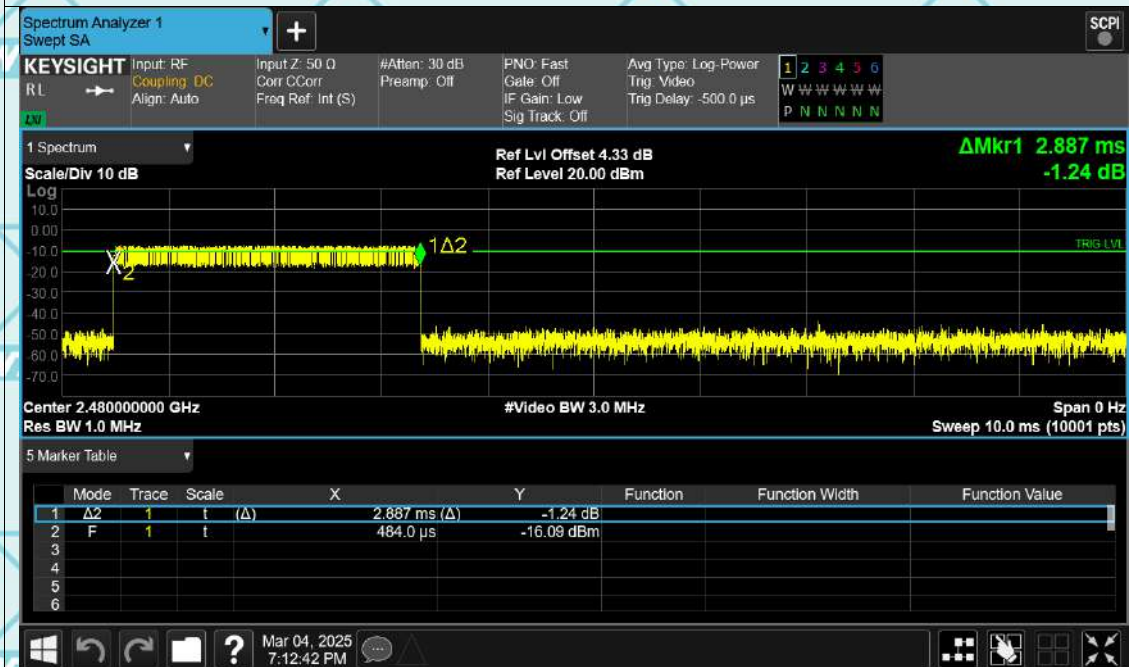 Spectrum Analyzer 1
Swept SA
+
SCPI
KEYSIGHT Input: RF Input Z: 50 Ω #Atten: 30 dB PNO: Fast Avg Type: Log-Power 1 2 3 4 5 6
RL Coupling: DC Corr CCorr Preamp: Off Gate: Off Trig: Video W W W W W W
Align: Auto Freq Ref: Int (S) IF Gain: Low Trig Delay: -500.0 µs P N N N N N
LXI Sig Track: Off
1 Spectrum Ref Lvl Offset 4.33 dB ΔMkr1 2.887 ms
Scale/Div 10 dB Ref Level 20.00 dBm -1.24 dB
Log
10.0
0.00
-10.0 1Δ2 TRIG LVL
-20.0 2
-30.0
-40.0
-50.0
-60.0
-70.0
Center 2.480000000 GHz #Video BW 3.0 MHz Span 0 Hz
Res BW 1.0 MHz Sweep 10.0 ms (10001 pts)
5 Marker Table
Mode Trace Scale X Y Function Function Width Function Value
1 Δ2 1 t (Δ) 2.887 ms (Δ) -1.24 dB
2 F 1 t 484.0 µs -16.09 dBm
3
4
5
6
? Mar 04, 2025
7:12:42 PM